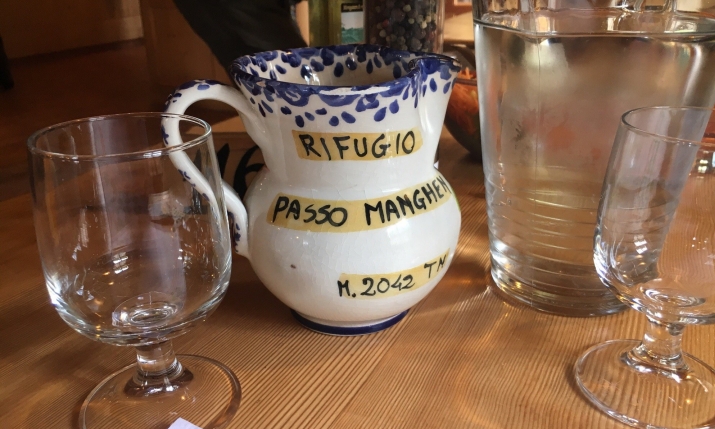 RIFUGIO
PASSO MANGHEN
M. 2042 TN